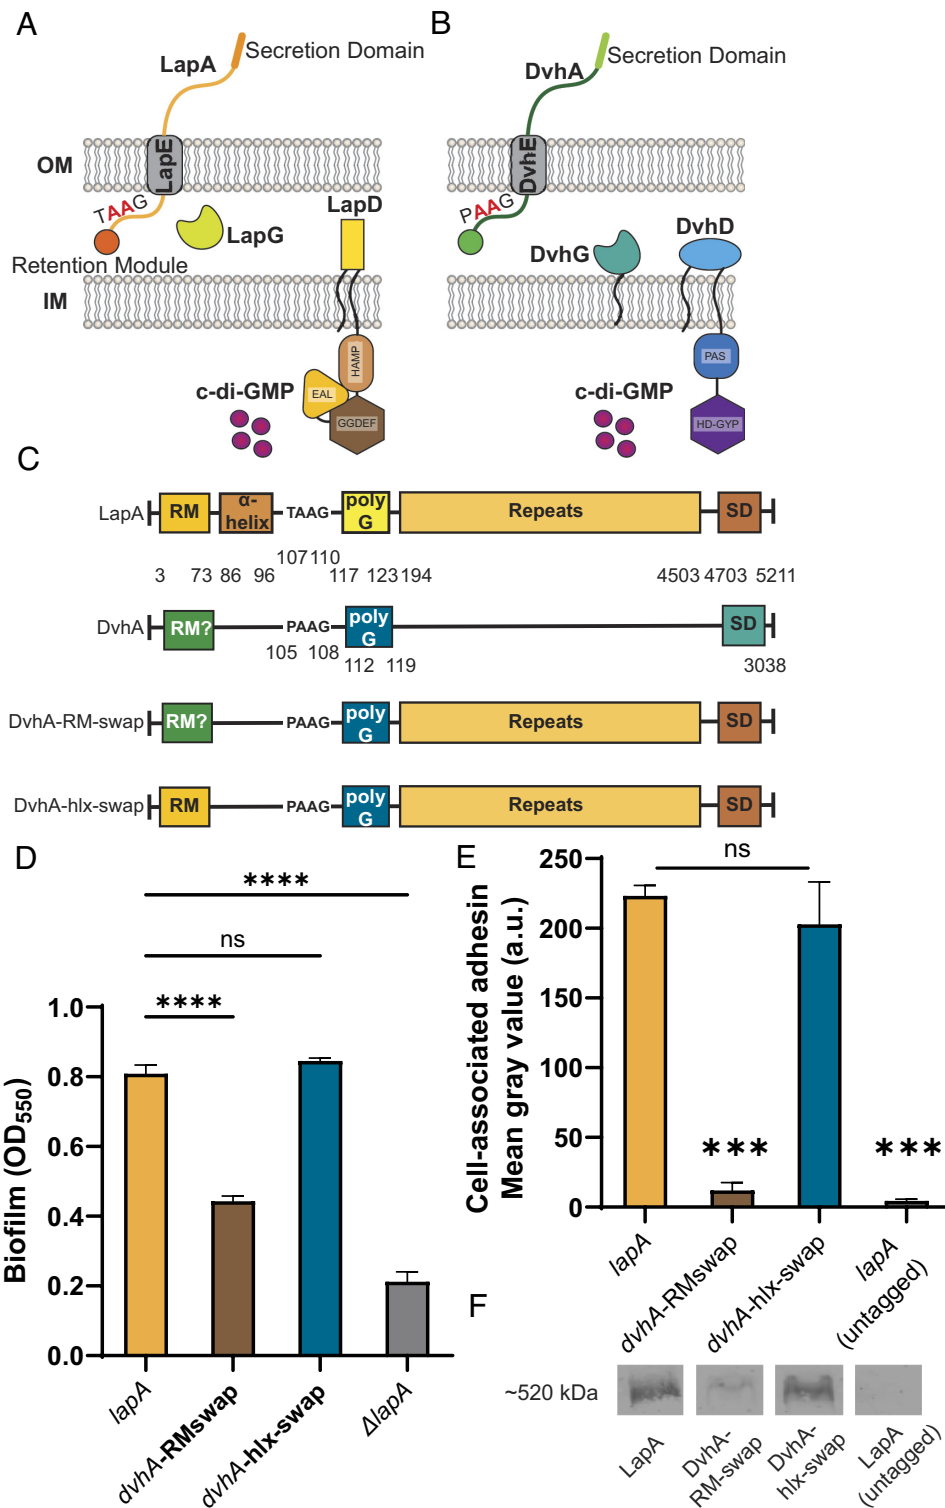 A
LapA
Secretion Domain
OM
LapE
TAAG
LapG
LapD
Retention Module
IM
HAMP
EAL
GGDEF
c-di-GMP
B
DvhA
Secretion Domain
DvhE
PAAG
DvhG
DvhD
PAS
HD-GYP
c-di-GMP
C
LapA RM α-helix TAAG poly G Repeats SD
107 110
3 73 86 96 117 123 194 4503 4703 5211
DvhA RM? PAAG poly G SD
105 108
112 119 3038
DvhA-RM-swap RM? PAAG poly G Repeats SD
DvhA-hlx-swap RM PAAG poly G Repeats SD
D
****
ns
****
Biofilm (OD550)
1.0
0.8
0.6
0.4
0.2
0.0
lapA
dvhA-RMswap
dvhA-hlx-swap
ΔlapA
E
ns
Cell-associated adhesin
Mean gray value (a.u.)
250
200
150
100
50
0
***
***
lapA
dvhA-RMswap
dvhA-hlx-swap
lapA
(untagged)
F
~520 kDa
LapA
DvhA-
RM-swap
DvhA-
hlx-swap
LapA
(untagged)